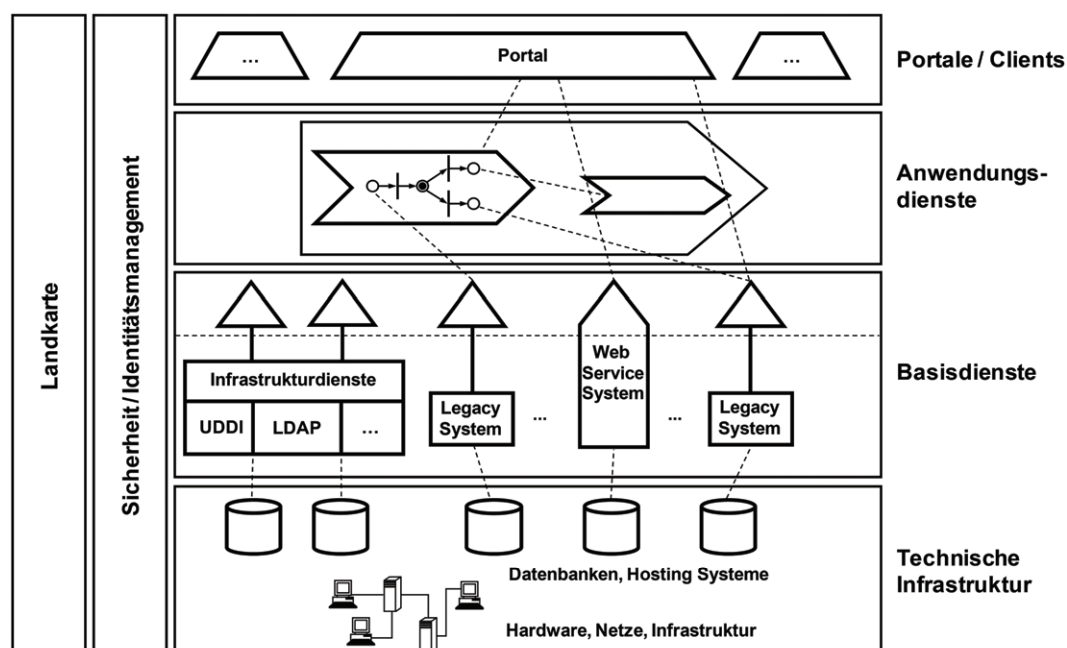 Landkarte
Sicherheit / Identitätsmanagement
...
Portal
...
Portale / Clients
Anwendungs-
dienste
Infrastrukturdienste
UDDI
LDAP
...
Legacy
System
...
Web
Service
System
...
Legacy
System
Basisdienste
Datenbanken, Hosting Systeme
Hardware, Netze, Infrastruktur
Technische
Infrastruktur